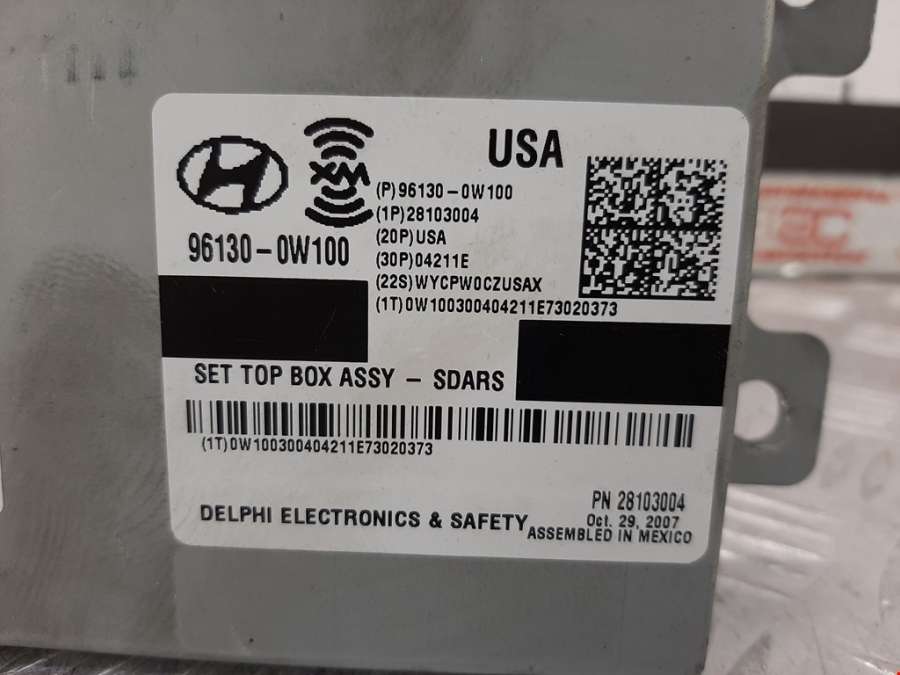 XM
USA
96130-0W100
(P)96130-0W100
(1P)28103004
(20P)USA
(30P)04211E
(22S)WYCPW0CZUSAX
(1T)0W100300404211E73020373
SET TOP BOX ASSY - SDARS
(1T)0W100300404211E73020373
PN 28103004
DELPHI ELECTRONICS & SAFETY
Oct. 29, 2007
ASSEMBLED IN MEXICO